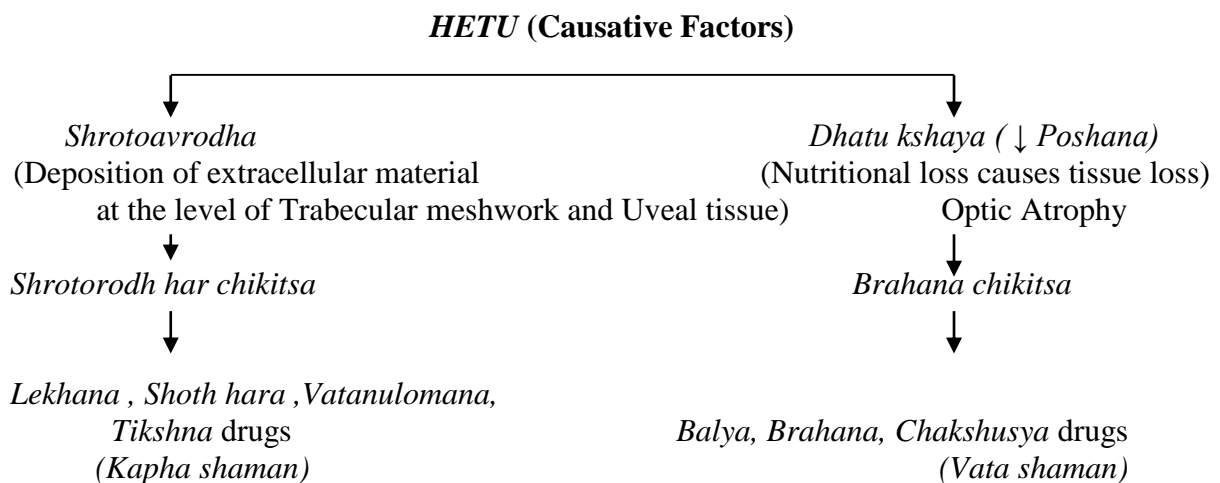 HETU (Causative Factors)
Shrotoavrodha
(Deposition of extracellular material
at the level of Trabecular meshwork and Uveal tissue)
Shrotorodh har chikitsa
Lekhana , Shoth hara ,Vatanulomana,
Tikshna drugs
(Kapha shaman)
Dhatu kshaya ( ↓ Poshana)
(Nutritional loss causes tissue loss)
Optic Atrophy
Brahana chikitsa
Balya, Brahana, Chakshusya drugs
(Vata shaman)